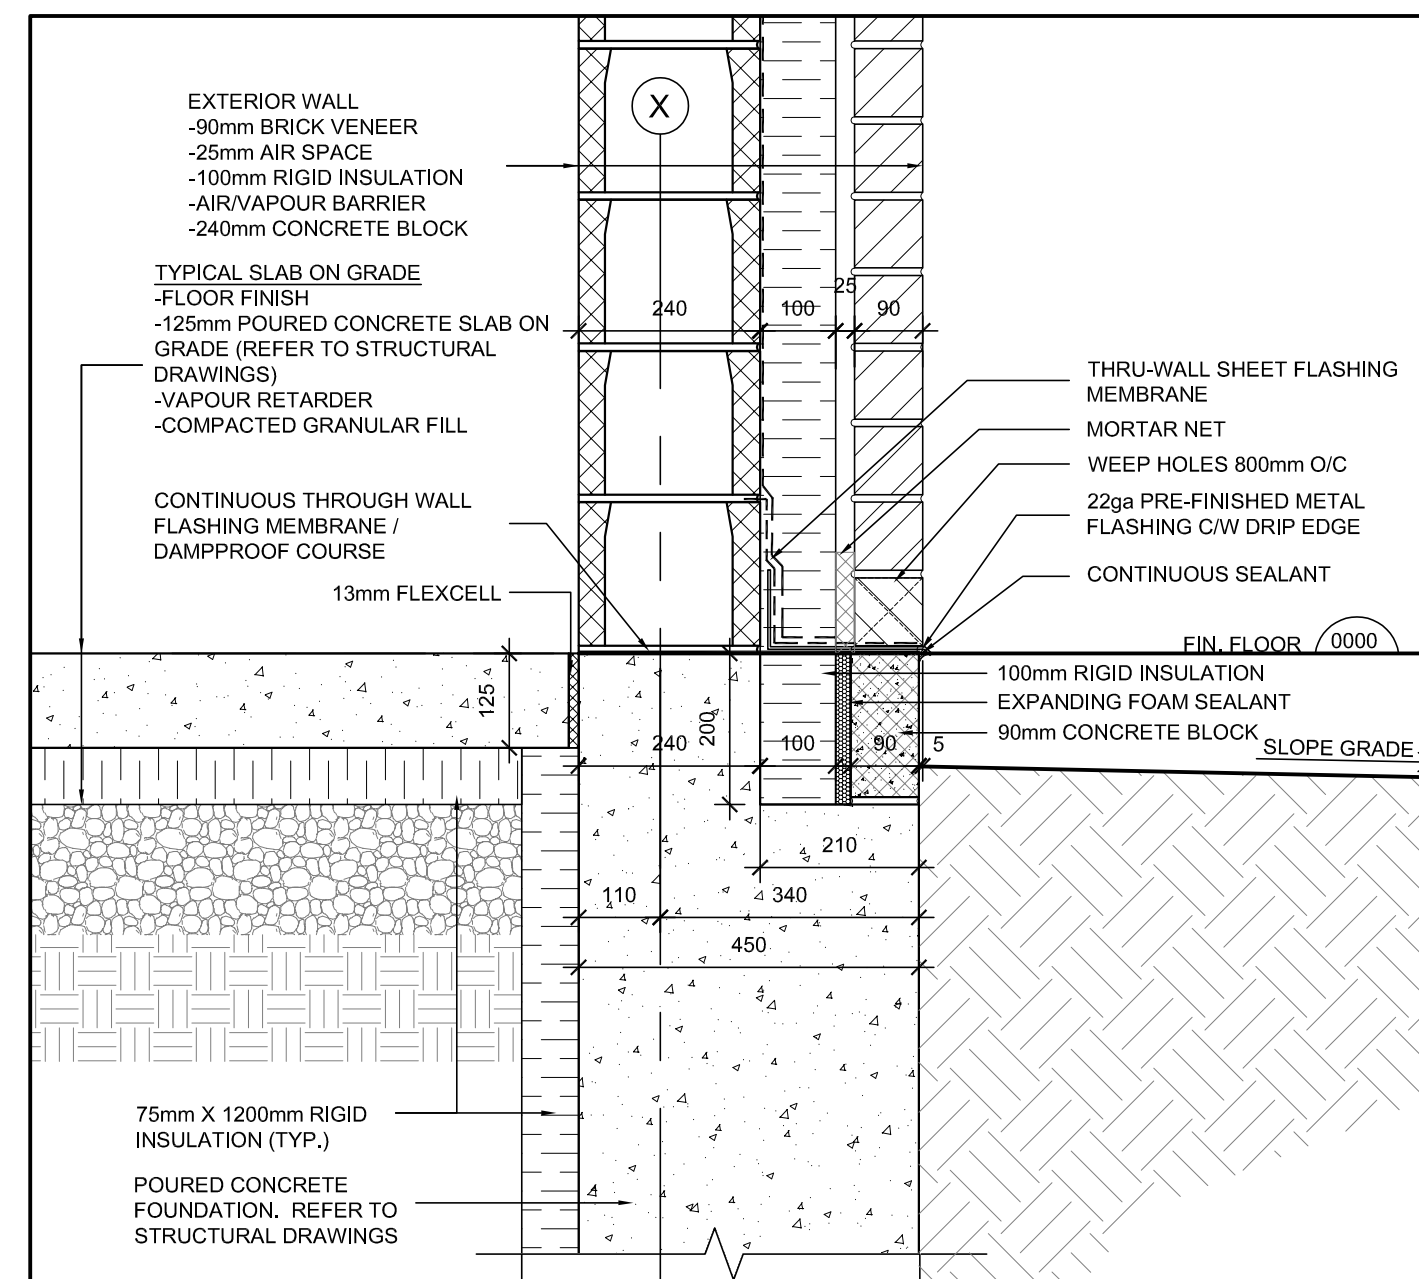 EXTERIOR WALL
-90mm BRICK VENEER
-25mm AIR SPACE
-100mm RIGID INSULATION
-AIR/VAPOUR BARRIER
-240mm CONCRETE BLOCK
X
TYPICAL SLAB ON GRADE
-FLOOR FINISH
-125mm POURED CONCRETE SLAB ON
GRADE (REFER TO STRUCTURAL
DRAWINGS)
-VAPOUR RETARDER
-COMPACTED GRANULAR FILL
240
100
25
90
THRU-WALL SHEET FLASHING
MEMBRANE
MORTAR NET
WEEP HOLES 800mm O/C
22ga PRE-FINISHED METAL
FLASHING C/W DRIP EDGE
CONTINUOUS SEALANT
CONTINUOUS THROUGH WALL
FLASHING MEMBRANE /
DAMPPROOF COURSE
13mm FLEXCELL
FIN. FLOOR 0000
100mm RIGID INSULATION
EXPANDING FOAM SEALANT
90mm CONCRETE BLOCK
SLOPE GRADE
125
200
240
100
90
5
210
110
340
450
75mm X 1200mm RIGID
INSULATION (TYP.)
POURED CONCRETE
FOUNDATION. REFER TO
STRUCTURAL DRAWINGS